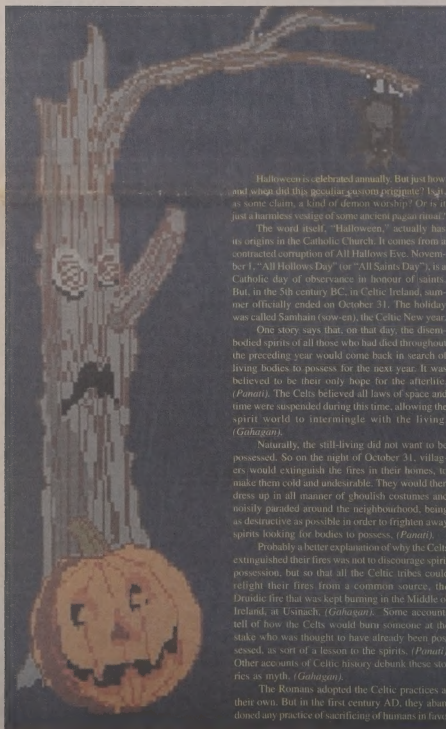 Halloween is celebrated annually. But just how
and when did this peculiar custom originate? Is it,
as some claim, a kind of demon worship? Or is it
just a harmless vestige of some ancient pagan ritual?
The word itself, "Halloween," actually has
its origins in the Catholic Church. It comes from a
contracted corruption of All Hallows Eve. Novem-
ber 1, "All Hollows Day" (or "All Saints Day"), is a
Catholic day of observance in honour of saints.
But, in the 5th century BC, in Celtic Ireland, sum-
mer officially ended on October 31. The holiday
was called Samhain (sow-en), the Celtic New year.
One story says that, on that day, the disem-
bodied spirits of all those who had died throughout
the preceding year would come back in search of
living bodies to possess for the next year. It was
believed to be their only hope for the afterlife.
(Panati). The Celts believed all laws of space and
time were suspended during this time, allowing the
spirit world to intermingle with the living
(Gahagan).
Naturally, the still-living did not want to be
possessed. So on the night of October 31, villag-
ers would extinguish the fires in their homes, to
make them cold and undesirable. They would then
dress up in all manner of ghoulish costumes and
noisily paraded around the neighbourhood, being
as destructive as possible in order to frighten away
spirits looking for bodies to possess, (Panati).
Probably a better explanation of why the Celts
extinguished their fires was not to discourage spirit
possession, but so that all the Celtic tribes could
relight their fires from a common source, the
Druidic fire that was kept burning in the Middle of
Ireland, at Usinach, (Gahagan). Some accounts
tell of how the Celts would burn someone at the
stake who was thought to have already been pos-
sessed, as sort of a lesson to the spirits, (Panati)
Other accounts of Celtic history debunk these sto-
ries as myth, (Gahagan).
The Romans adopted the Celtic practices as
their own. But in the first century AD, they aban-
doned any practice of sacrificing of humans in favo